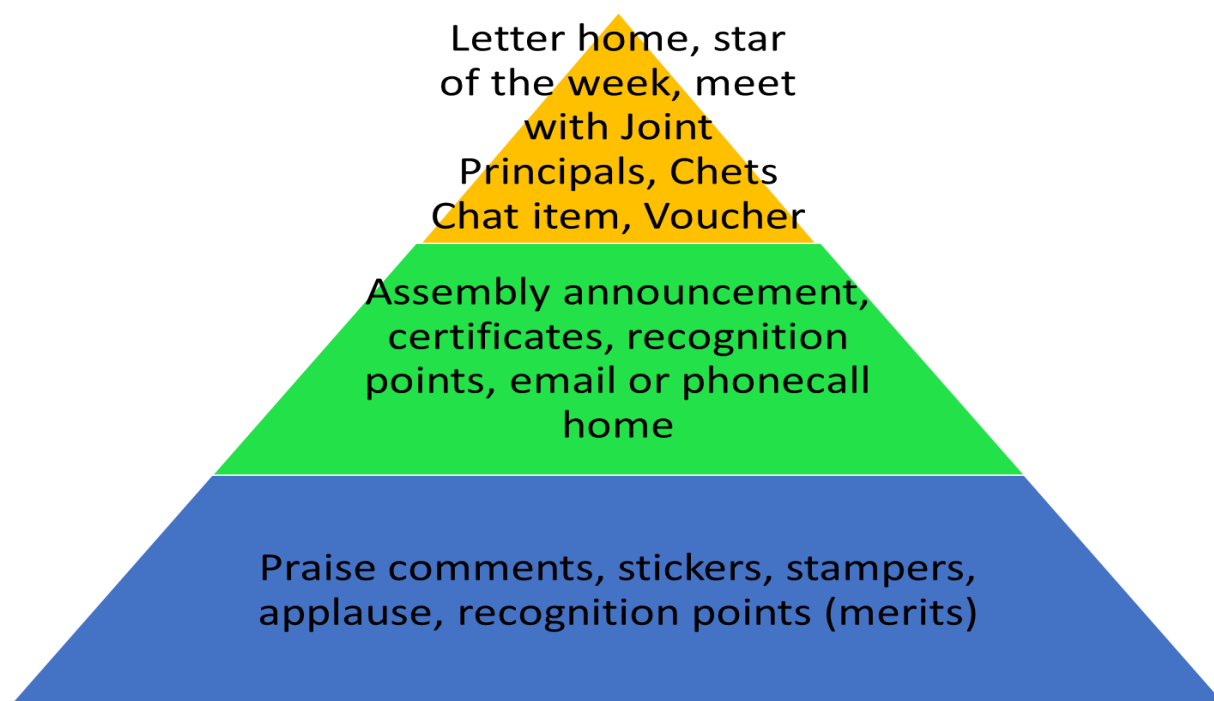 Letter home, star
of the week, meet
with Joint
Principals, Chets
Chat item, Voucher
Assembly announcement,
certificates, recognition
points, email or phonecall
home
Praise comments, stickers, stampers,
applause, recognition points (merits)